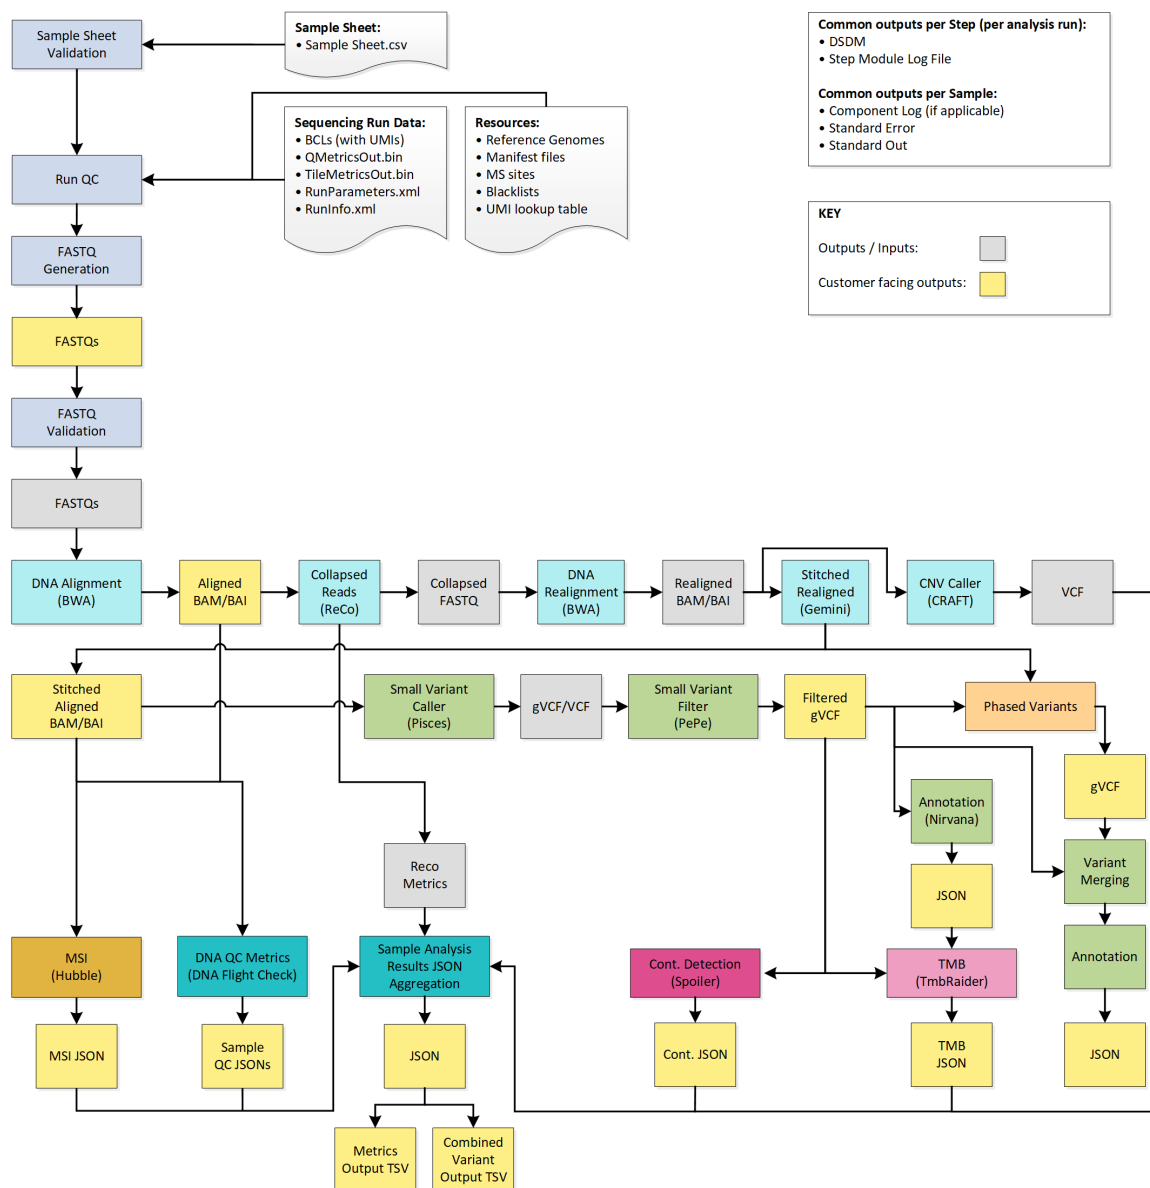 Sample Sheet
Validation
Sample Sheet:
• Sample Sheet.csv
Common outputs per Step (per analysis run):
• DSDM
• Step Module Log File
Common outputs per Sample:
• Component Log (if applicable)
• Standard Error
• Standard Out
Sequencing Run Data:
• BCLs (with UMIs)
• QMetricsOut.bin
• TileMetricsOut.bin
• RunParameters.xml
• RunInfo.xml
Resources:
• Reference Genomes
• Manifest files
• MS sites
• Blacklists
• UMI lookup table
Run QC
KEY
Outputs / Inputs:
Customer facing outputs:
FASTQ
Generation
FASTQs
FASTQ
Validation
FASTQs
DNA Alignment
(BWA)
Aligned
BAM/BAI
Collapsed
Reads
(ReCo)
Collapsed
FASTQ
DNA
Realignment
(BWA)
Realigned
BAM/BAI
Stitched
Realigned
(Gemini)
CNV Caller
(CRAFT)
VCF
Stitched
Aligned
BAM/BAI
Small Variant
Caller
(Pisces)
gVCF/VCF
Small Variant
Filter
(PePe)
Filtered
gVCF
Phased Variants
gVCF
Annotation
(Nirvana)
Reco
Metrics
Variant
Merging
JSON
MSI
(Hubble)
DNA QC Metrics
(DNA Flight Check)
Sample Analysis
Results JSON
Aggregation
Cont. Detection
(Spoiler)
TMB
(TmbRaider)
Annotation
MSI JSON
Sample
QC JSONs
JSON
Cont. JSON
TMB
JSON
JSON
Metrics
Output TSV
Combined
Variant
Output TSV